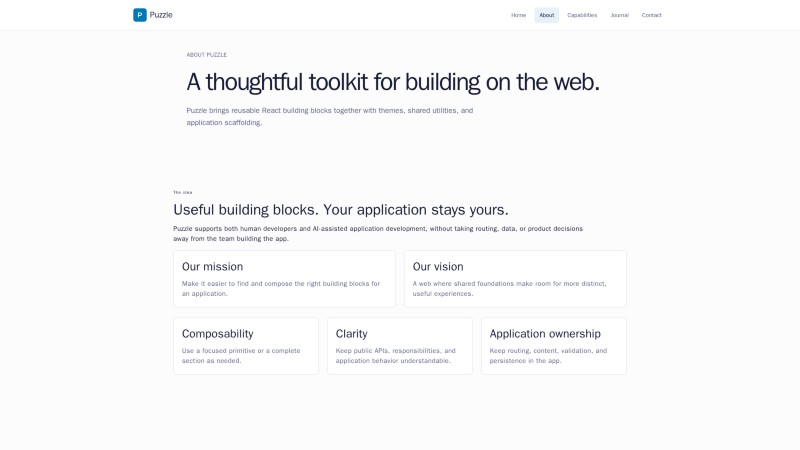 P Puzzle
Home About Capabilities Journal Contact
ABOUT PUZZLE
A thoughtful toolkit for building on the web.
Puzzle brings reusable React building blocks together with themes, shared utilities, and
application scaffolding.
The idea
Useful building blocks. Your application stays yours.
Puzzle supports both human developers and AI-assisted application development, without taking routing, data, or product decisions
away from the team building the app.
Our mission
Make it easier to find and compose the right building blocks for
an application.
Our vision
A web where shared foundations make room for more distinct,
useful experiences.
Composability
Use a focused primitive or a complete
section as needed.
Clarity
Keep public APIs, responsibilities, and
application behavior understandable.
Application ownership
Keep routing, content, validation, and
persistence in the app.